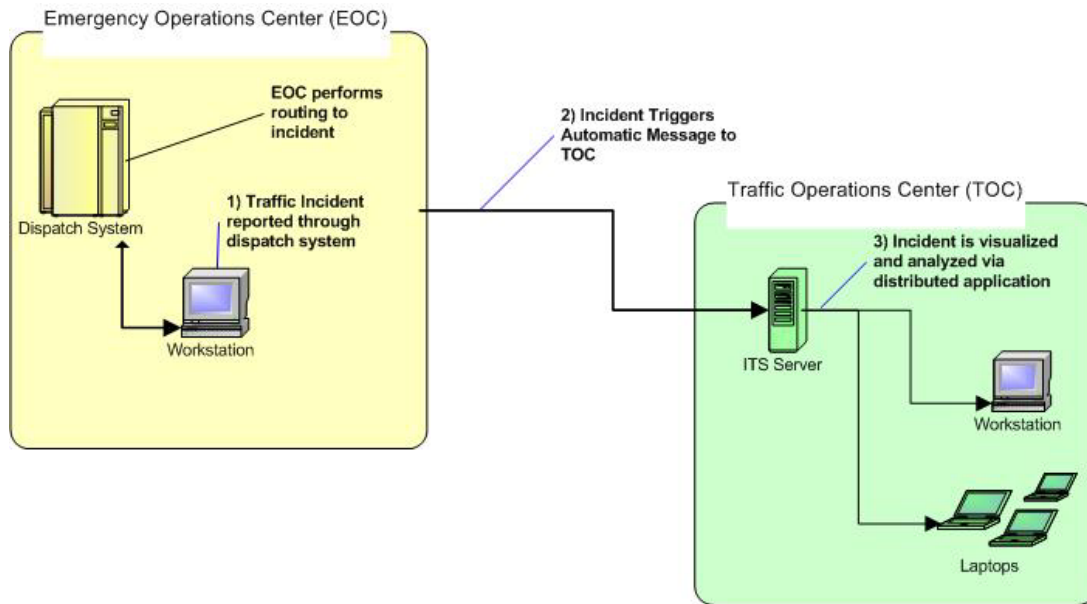 Emergency Operations Center (EOC)
EOC performs
routing to
incident
Dispatch System
1) Traffic Incident
reported through
dispatch system
Workstation
2) Incident Triggers
Automatic Message to
TOC
Traffic Operations Center (TOC)
3) Incident is visualized
and analyzed via
distributed application
ITS Server
Workstation
Laptops